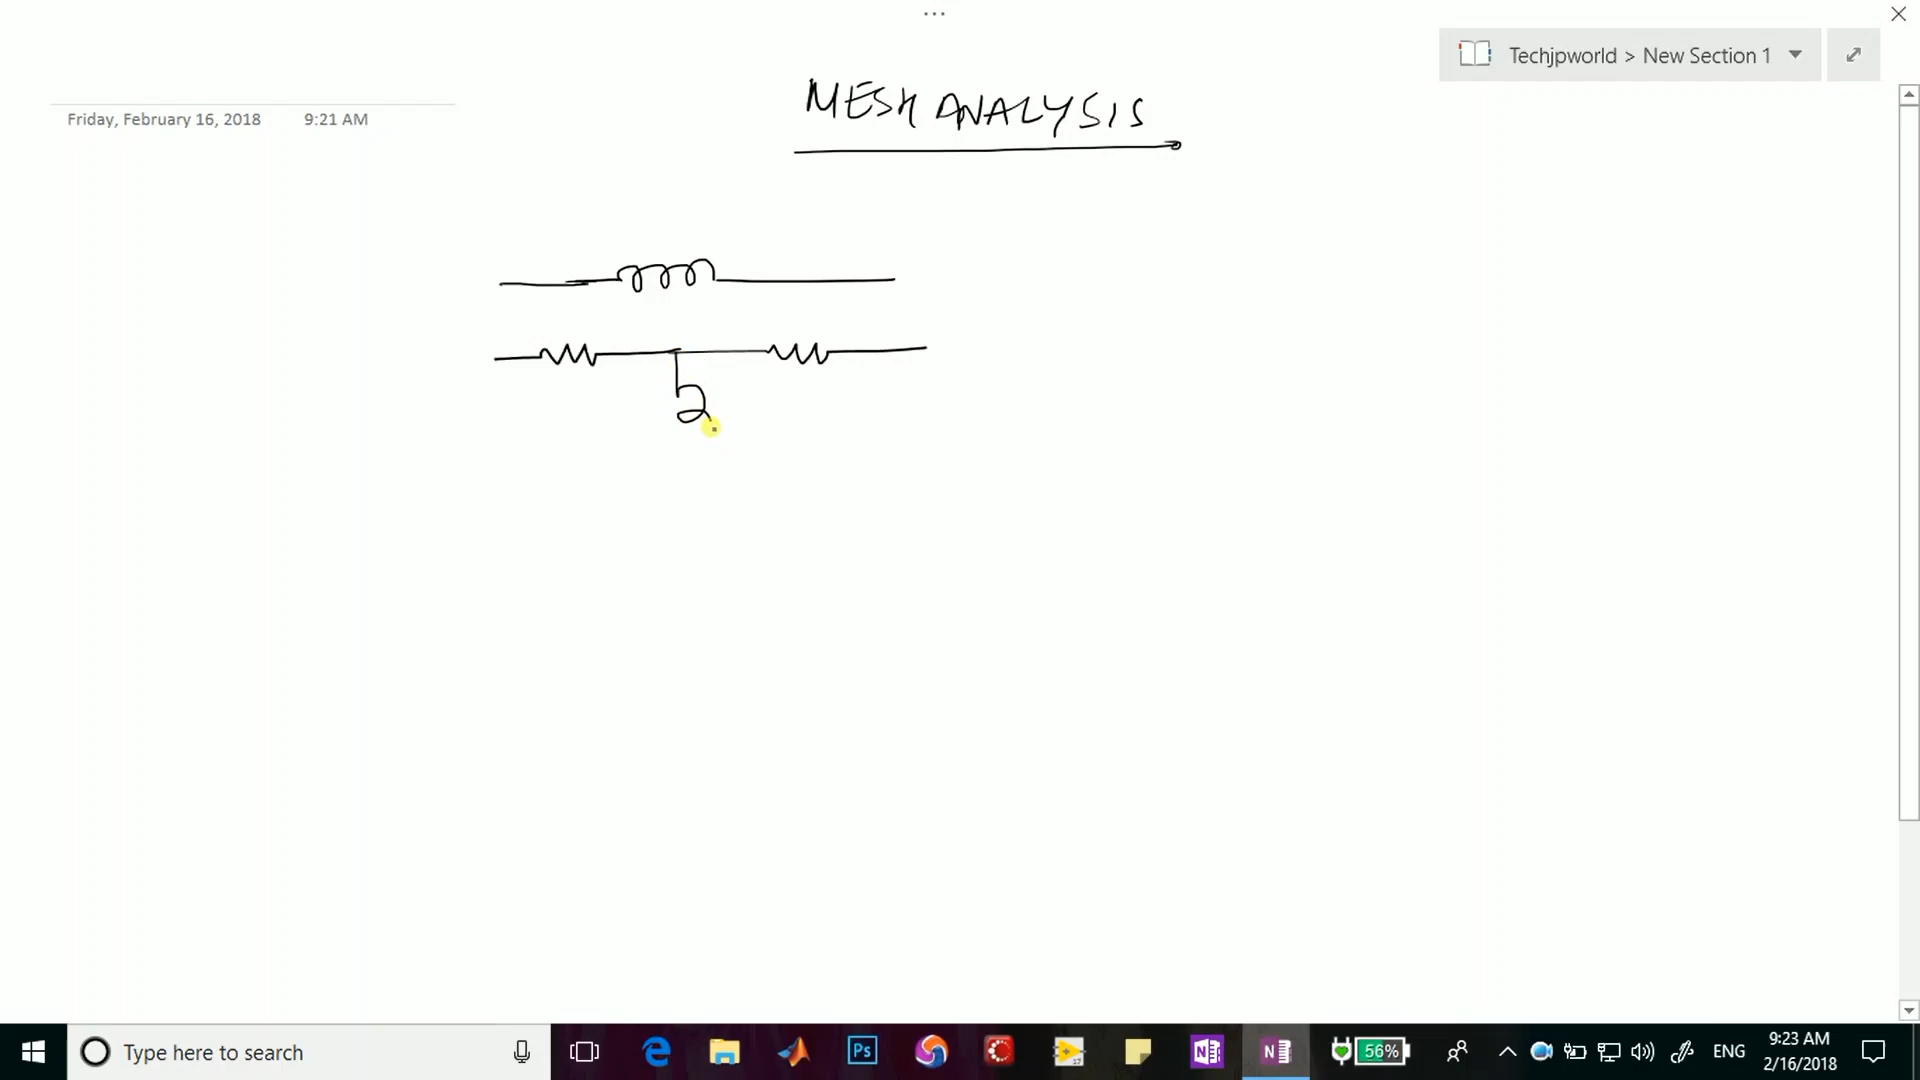 Techjpworld > New Section 1
MESH ANALYSIS
Friday, February 16, 2018 9:21 AM
Type here to search
Ps
N
N
56%
ENG
9:23 AM
2/16/2018